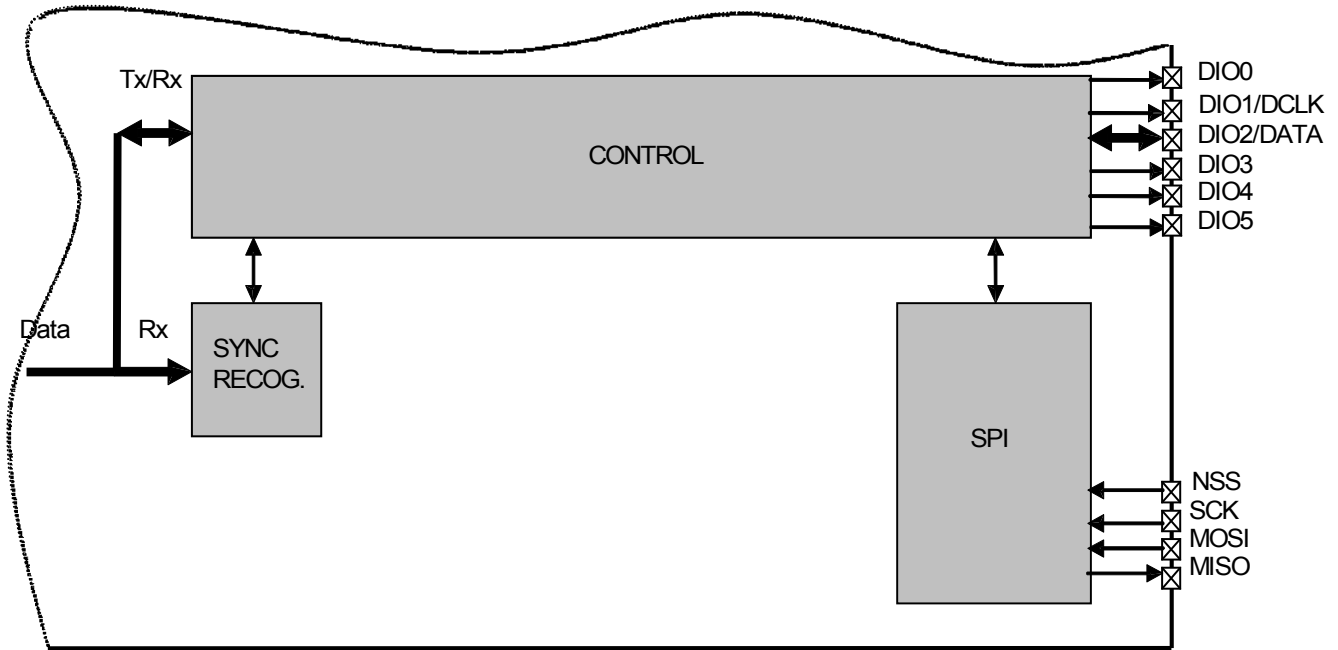 Tx/Rx
CONTROL
DIO0
DIO1/DCLK
DIO2/DATA
DIO3
DIO4
DIO5
Data
Rx
SYNC
RECOG.
SPI
NSS
SCK
MOSI
MISO